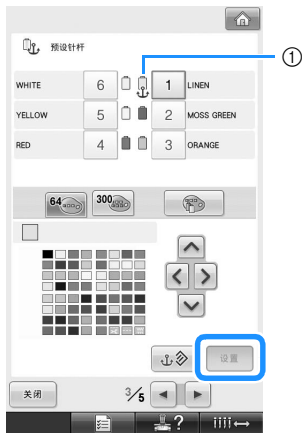 预设针杆
①
WHITE 6 1 LINEN
YELLOW 5 2 MOSS GREEN
RED 4 3 ORANGE
64 300
设置
关闭 3/5
?